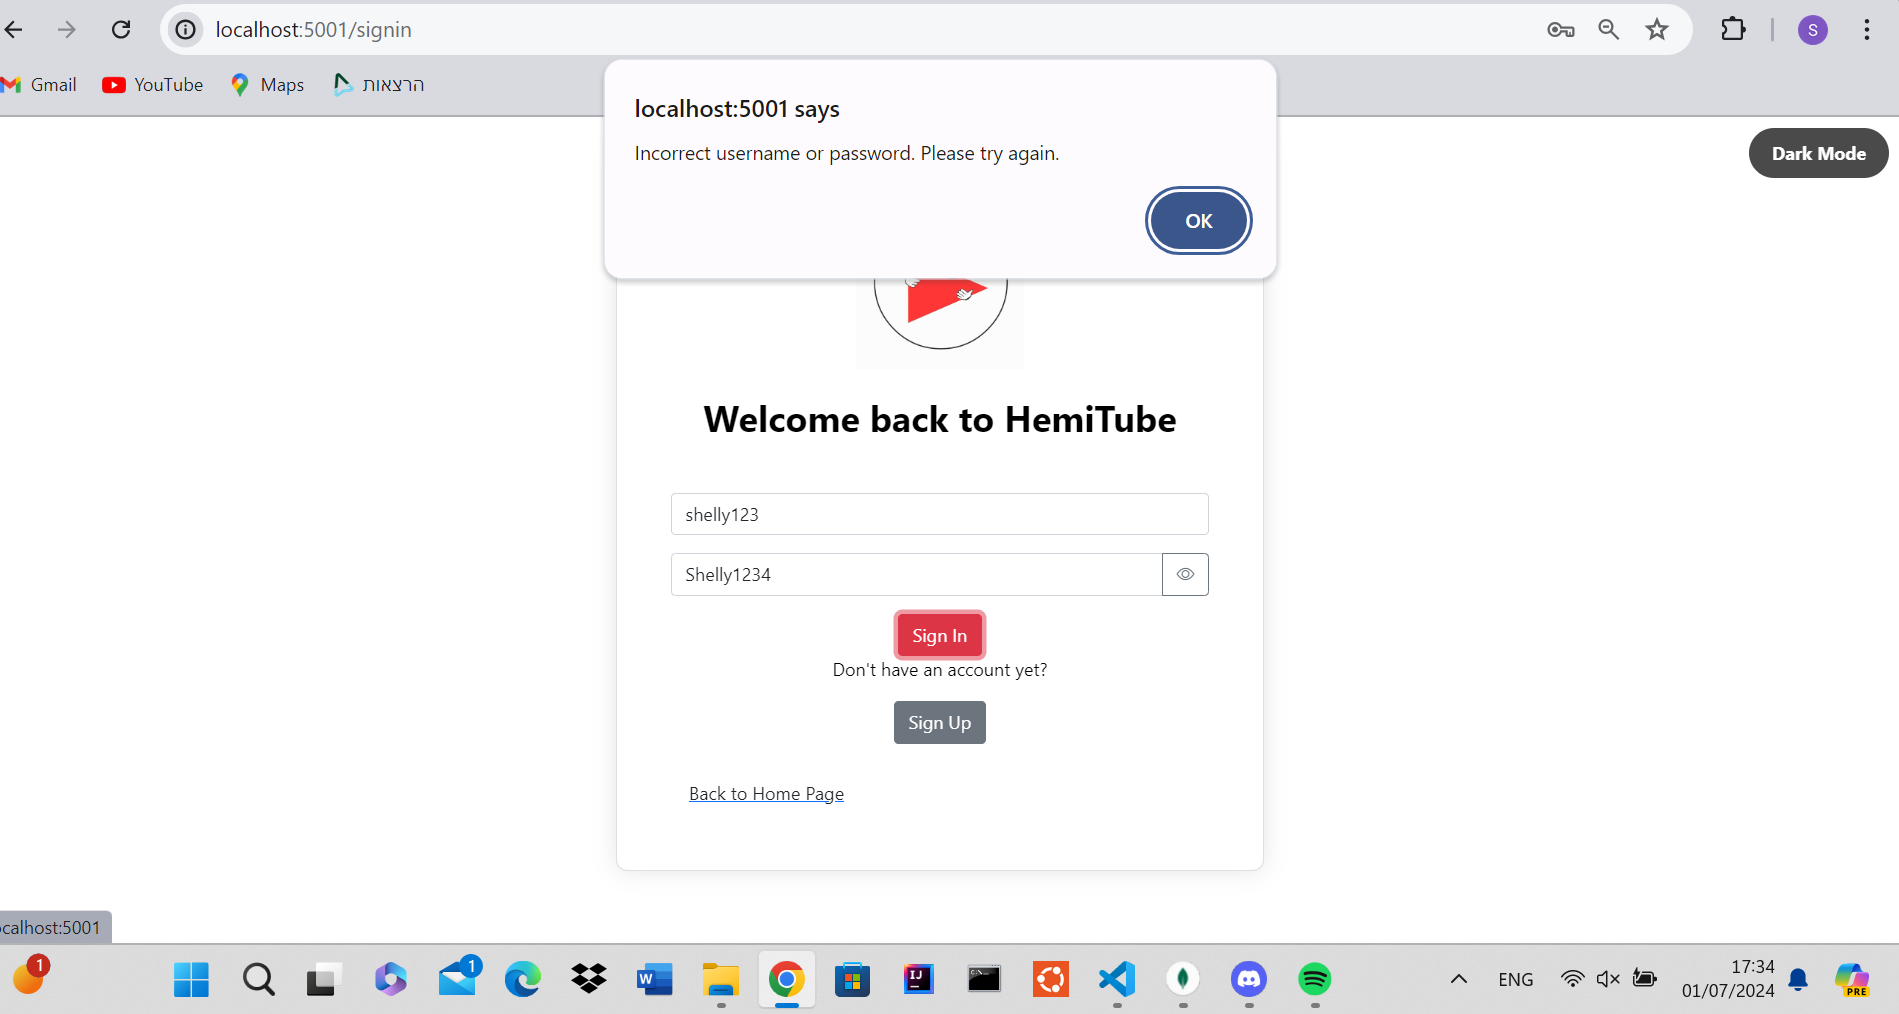 localhost:5001/signin
S
Gmail
YouTube
Maps
הרצאות
localhost:5001 says
Incorrect username or password. Please try again.
OK
Dark Mode
Welcome back to HemiTube
shelly123
Shelly1234
Sign In
Don't have an account yet?
Sign Up
Back to Home Page
ocalhost:5001
1
1
W
IJ
ENG
17:34
01/07/2024
PRE